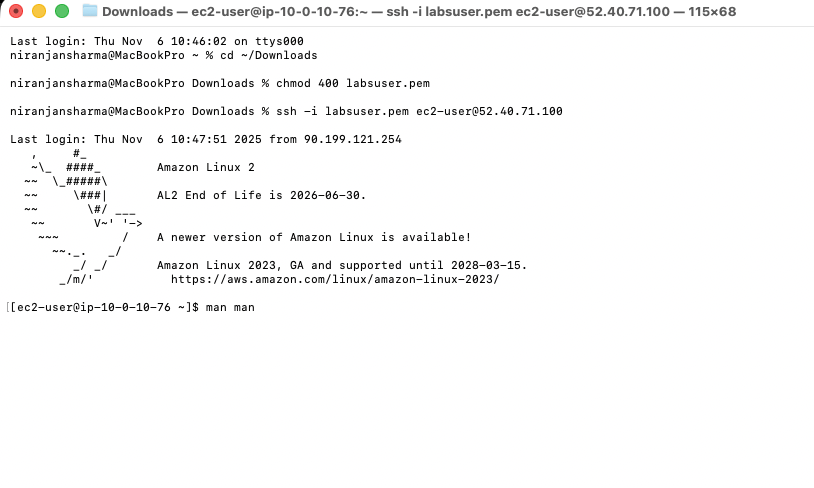 Downloads — ec2-user@ip-10-0-10-76:~ — ssh -i labsuser.pem ec2-user@52.40.71.100 — 115×68
Last login: Thu Nov  6 10:46:02 on ttys000
niranjansharma@MacBookPro ~ % cd ~/Downloads
niranjansharma@MacBookPro Downloads % chmod 400 labsuser.pem
niranjansharma@MacBookPro Downloads % ssh -i labsuser.pem ec2-user@52.40.71.100
Last login: Thu Nov  6 10:47:51 2025 from 90.199.121.254
   ,     #_
   ~\_  ####_        Amazon Linux 2
  ~~  \_#####\
  ~~     \###|       AL2 End of Life is 2026-06-30.
  ~~       \#/ ___
   ~~       V~' '->
    ~~~         /    A newer version of Amazon Linux is available!
      ~~._.   _/
         _/ _/       Amazon Linux 2023, GA and supported until 2028-03-15.
       _/m/'           https://aws.amazon.com/linux/amazon-linux-2023/
[[ec2-user@ip-10-0-10-76 ~]$ man man